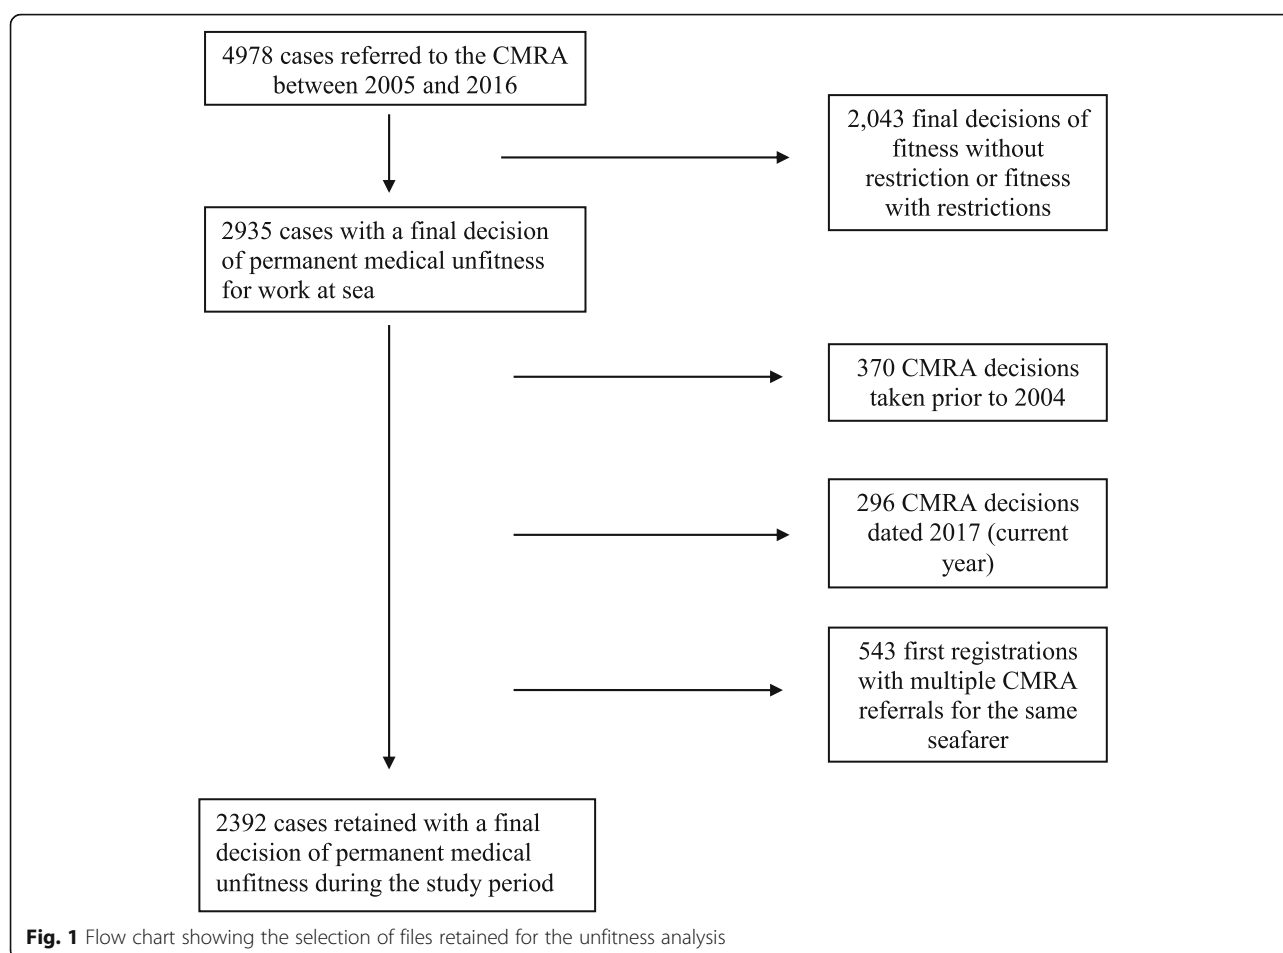 4978 cases referred to the CMRA
between 2005 and 2016
2,043 final decisions of
fitness without
restriction or fitness
with restrictions
2935 cases with a final decision
of permanent medical unfitness
for work at sea
370 CMRA decisions
taken prior to 2004
296 CMRA decisions
dated 2017 (current
year)
543 first registrations
with multiple CMRA
referrals for the same
seafarer
2392 cases retained with a final
decision of permanent medical
unfitness during the study period
Fig. 1 Flow chart showing the selection of files retained for the unfitness analysis